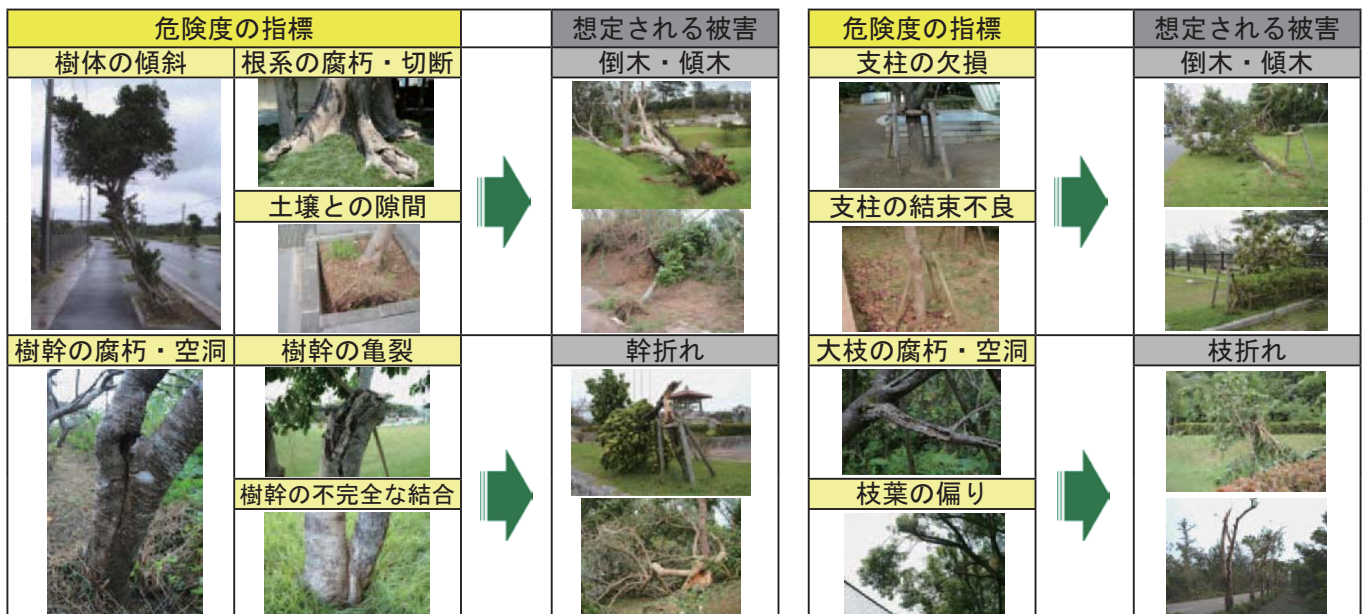 危険度の指標
想定される被害
樹体の傾斜
根系の腐朽・切断
倒木・傾木
土壌との隙間
樹幹の腐朽・空洞
樹幹の亀裂
幹折れ
樹幹の不完全な結合
危険度の指標
想定される被害
支柱の欠損
倒木・傾木
支柱の結束不良
大枝の腐朽・空洞
枝折れ
枝葉の偏り